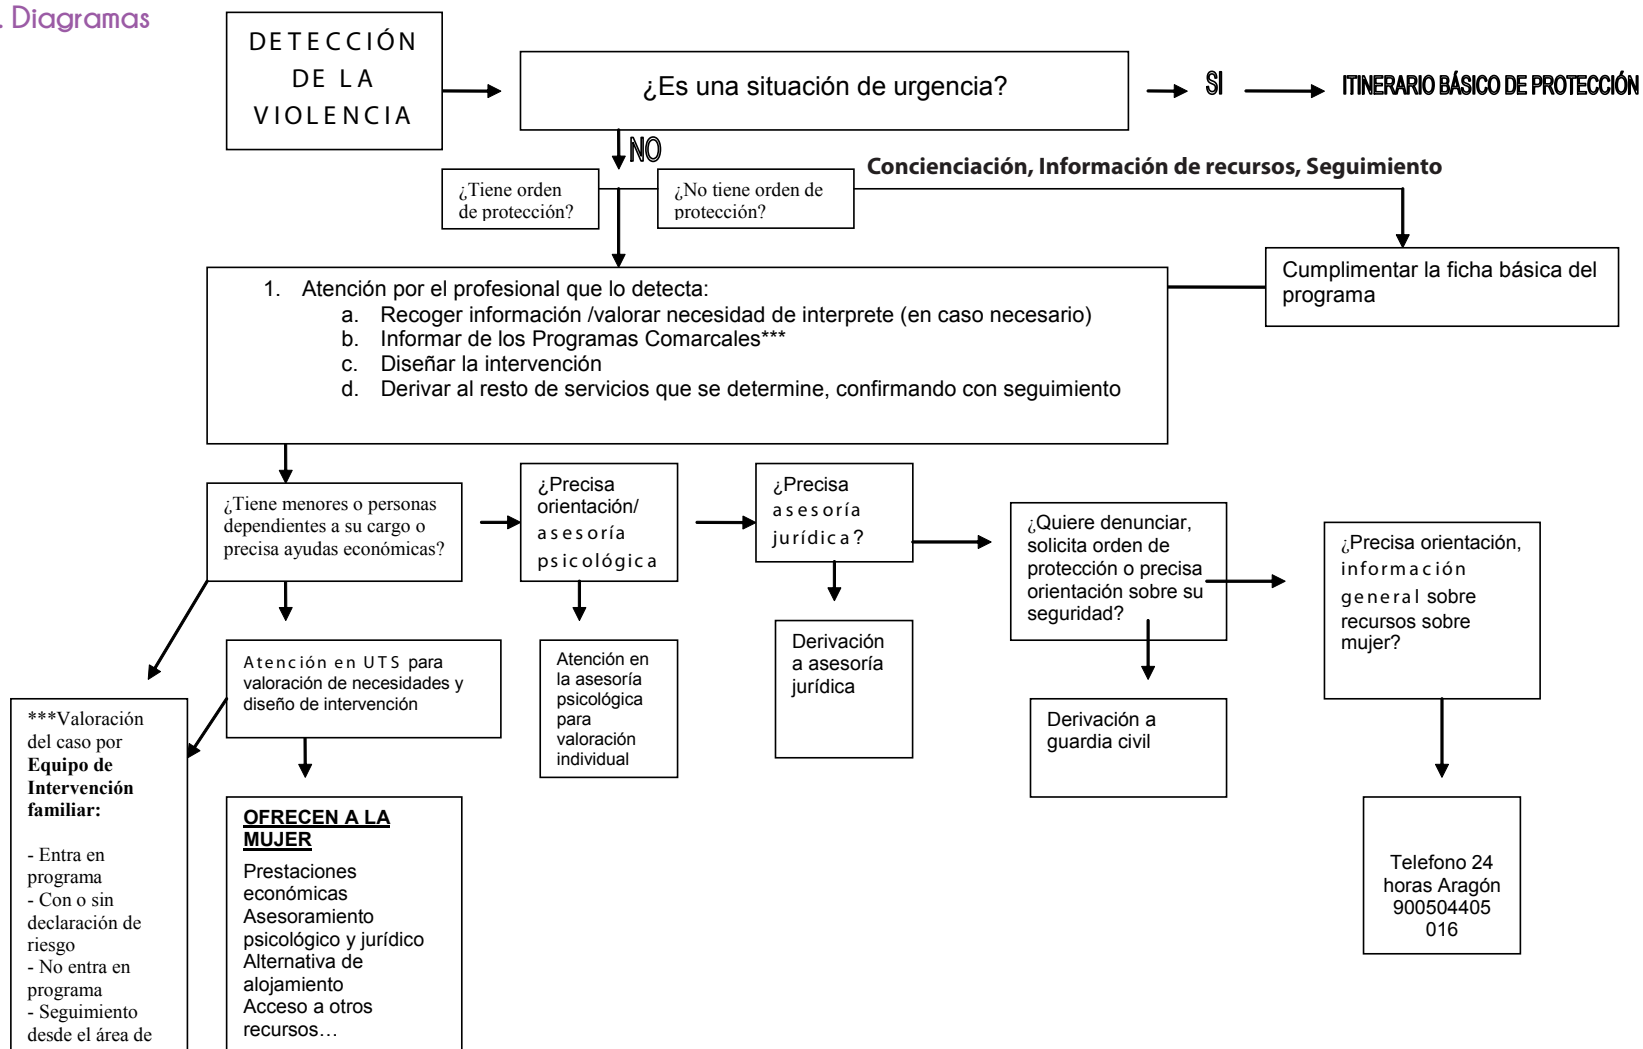 . Diagramas
DETECCIÓN
DE LA
VIOLENCIA
¿Es una situación de urgencia?
SI
ITINERARIO BÁSICO DE PROTECCIÓN
NO
Concienciación, Información de recursos, Seguimiento
¿Tiene orden
de protección?
¿No tiene orden de
protección?
Cumplimentar la ficha básica del
programa
1. Atención por el profesional que lo detecta:
a. Recoger información /valorar necesidad de interprete (en caso necesario)
b. Informar de los Programas Comarcales***
c. Diseñar la intervención
d. Derivar al resto de servicios que se determine, confirmando con seguimiento
¿Tiene menores o personas
dependientes a su cargo o
precisa ayudas económicas?
¿Precisa
orientación/
asesoría
psicológica
¿Precisa
asesoría
jurídica?
¿Quiere denunciar,
solicita orden de
protección o precisa
orientación sobre su
seguridad?
¿Precisa orientación,
información
general sobre
recursos sobre
mujer?
Atención en UTS para
valoración de necesidades y
diseño de intervención
Atención en
la asesoría
psicológica
para
valoración
individual
Derivación
a asesoría
jurídica
Derivación a
guardia civil
***Valoración
del caso por
Equipo de
Intervención
familiar:
- Entra en
programa
- Con o sin
declaración de
riesgo
- No entra en
programa
- Seguimiento
desde el área de
OFRECEN A LA
MUJER
Prestaciones
económicas
Asesoramiento
psicológico y jurídico
Alternativa de
alojamiento
Acceso a otros
recursos…
Telefono 24
horas Aragón
900504405
016